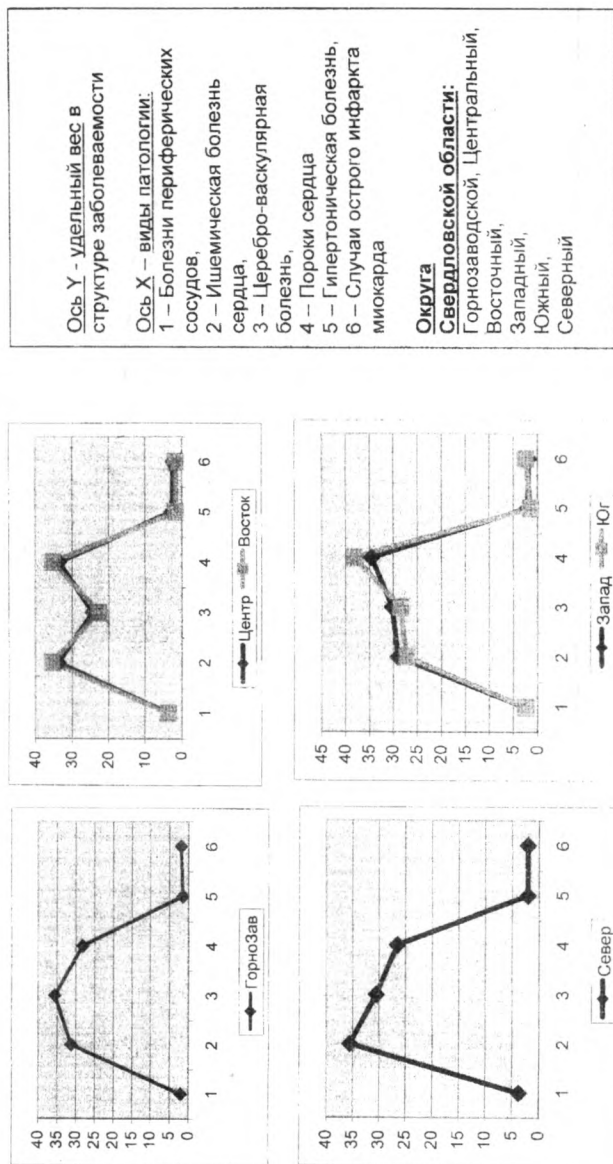 40
35
30
25
20
15
10
5
0
1 2 3 4 5 6
ГорноЗав
40
30
20
10
0
1 2 3 4 5 6
Центр Восток
40
35
30
25
20
15
10
5
0
1 2 3 4 5 6
Север
45
40
35
30
25
20
15
10
5
0
1 2 3 4 5 6
Запад Юг
Ось Y - удельный вес в
структуре заболеваемости
Ось X – виды патологии:
1 – Болезни периферических
сосудов,
2 – Ишемическая болезнь
сердца,
3 – Церебро-васкулярная
болезнь,
4 – Пороки сердца
5 – Гипертоническая болезнь,
6 – Случаи острого инфаркта
миокарда
Округа
Свердловской области:
Горнозаводской, Центральный,
Восточный,
Западный,
Южный,
Северный